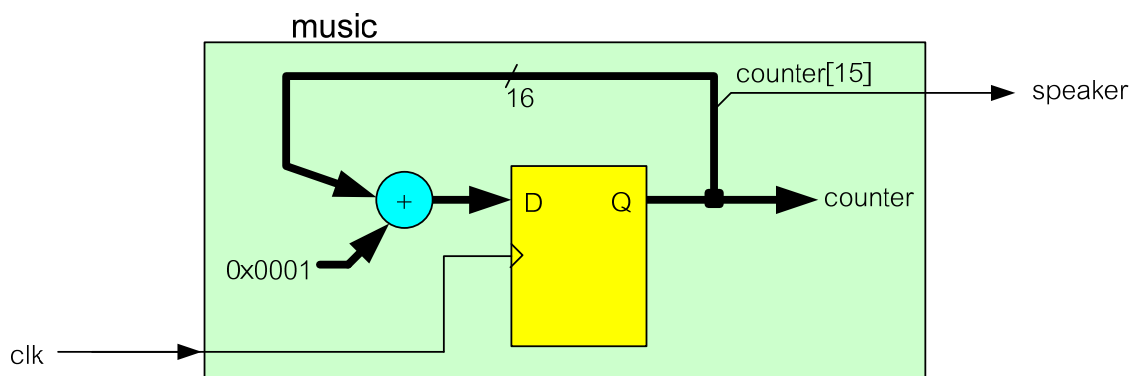 music
counter[15]
speaker
16
+
D
Q
counter
0x0001
clk